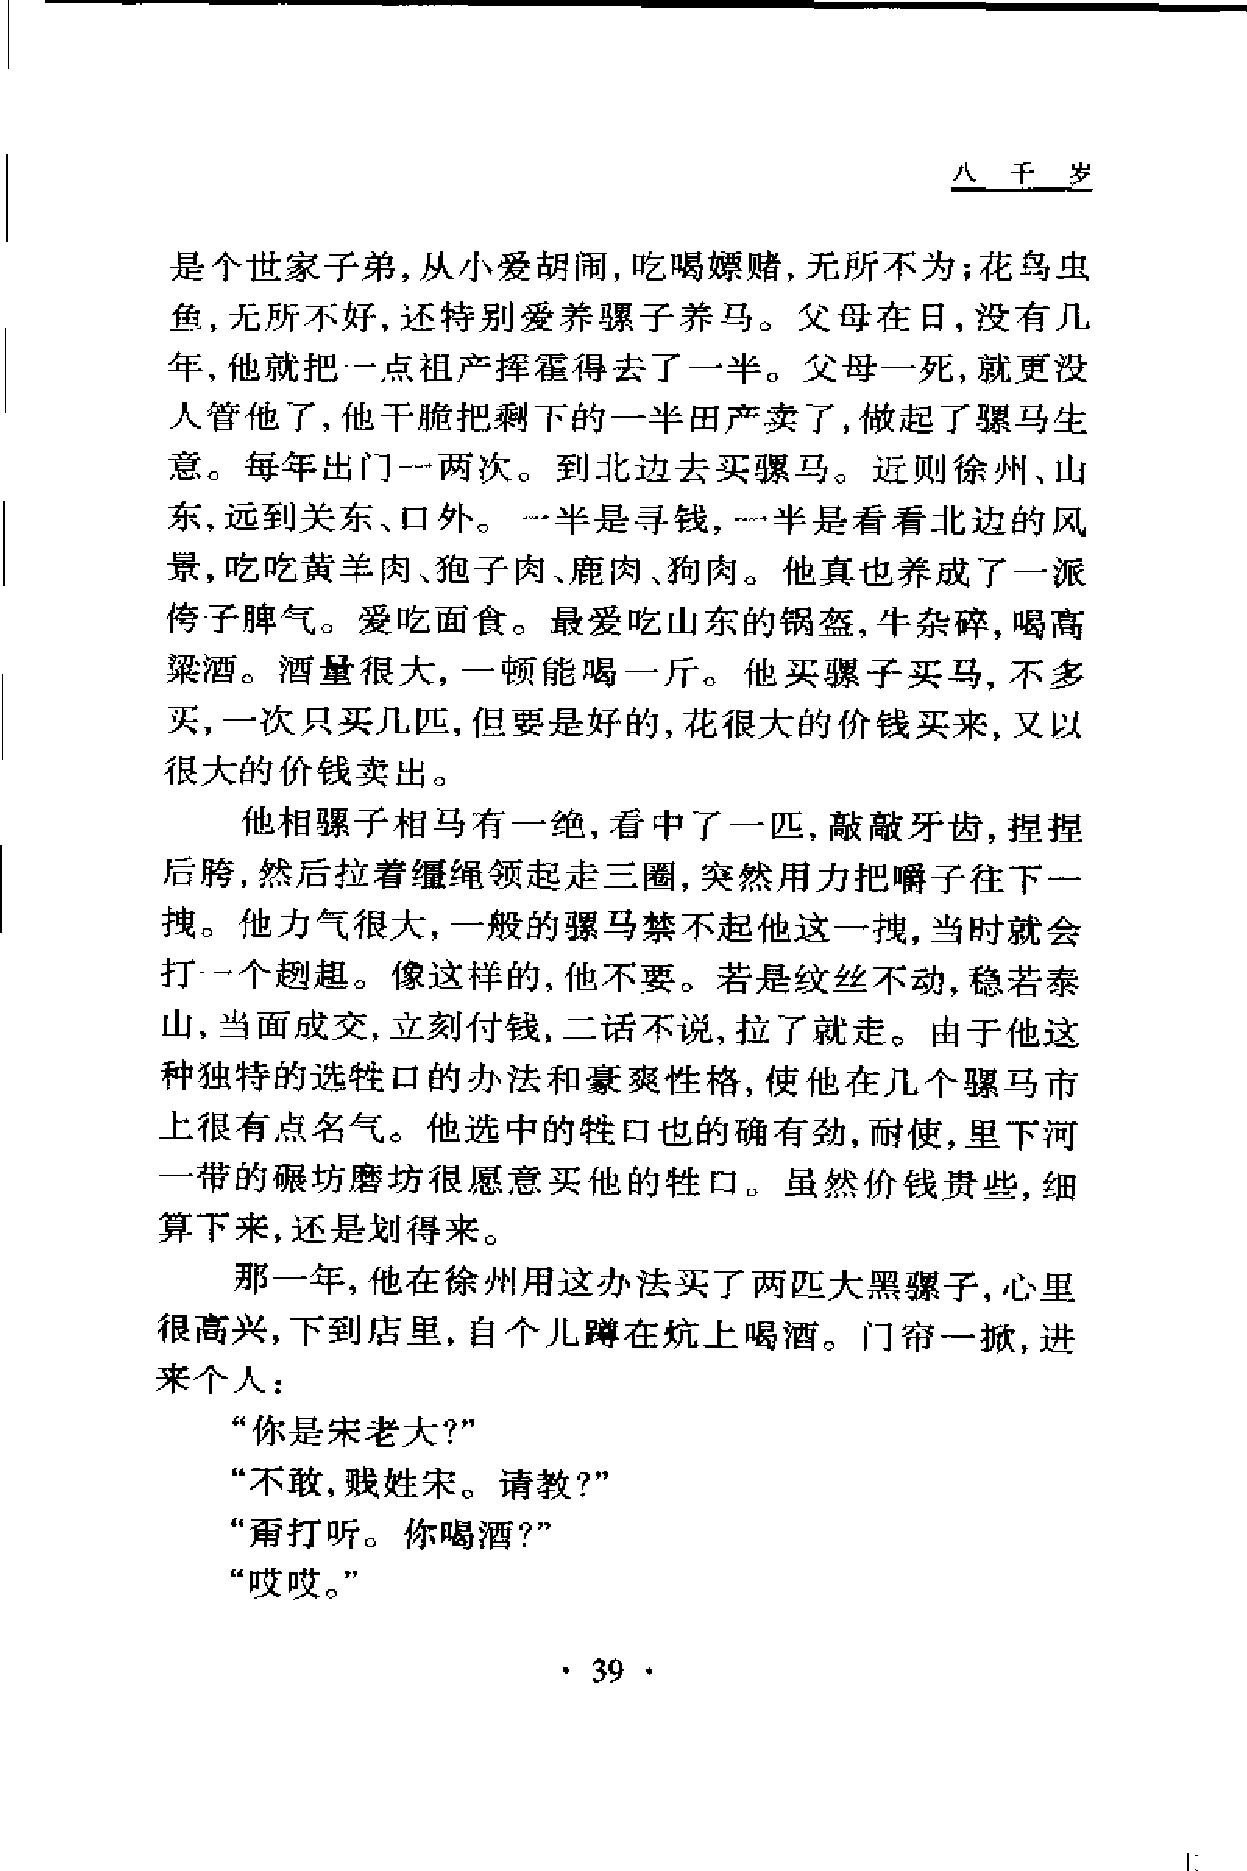 八千岁
是个世家子弟,从小爱胡闹,吃喝嫖赌,无所不为;花鸟虫
鱼,无所不好,还特别爱养骡子养马。父母在日,没有几
年,他就把一点祖产挥霍得去了一半。父母一死,就更没
人管他了,他干脆把剩下的一半田产卖了,做起了骡马生
意。每年出门一两次。到北边去买骡马。近则徐州、山
东,远到关东、口外。一半是寻钱,一半是看看北边的风
景,吃吃黄羊肉、狍子肉、鹿肉、狗肉。他真也养成了一派
侉子脾气。爱吃面食。最爱吃山东的锅盔,牛杂碎,喝高
粱酒。酒量很大,一顿能喝一斤。他买骡子买马,不多
买,一次只买几匹,但要是好的,花很大的价钱买来,又以
很大的价钱卖出。
他相骡子相马有一绝,看中了一匹,敲敲牙齿,捏捏
后胯,然后拉着缰绳领起走三圈,突然用力把嚼子往下一
拽。他力气很大,一般的骡马禁不起他这一拽,当时就会
打一个趔趄。像这样的,他不要。若是纹丝不动,稳若泰
山,当面成交,立刻付钱,二话不说,拉了就走。由于他这
种独特的选牲口的办法和豪爽性格,使他在几个骡马市
上很有点名气。他选中的牲口也的确有劲,耐使,里下河
一带的碾坊磨坊很愿意买他的牲口。虽然价钱贵些,细
算下来,还是划得来。
那一年,他在徐州用这办法买了两匹大黑骡子,心里
很高兴,下到店里,自个儿蹲在炕上喝酒。门帘一掀,进
来个人:
“你是宋老大?”
“不敢,贱姓宋。请教?”
“甭打听。你喝酒?”
“哎哎。”
· 39 ·